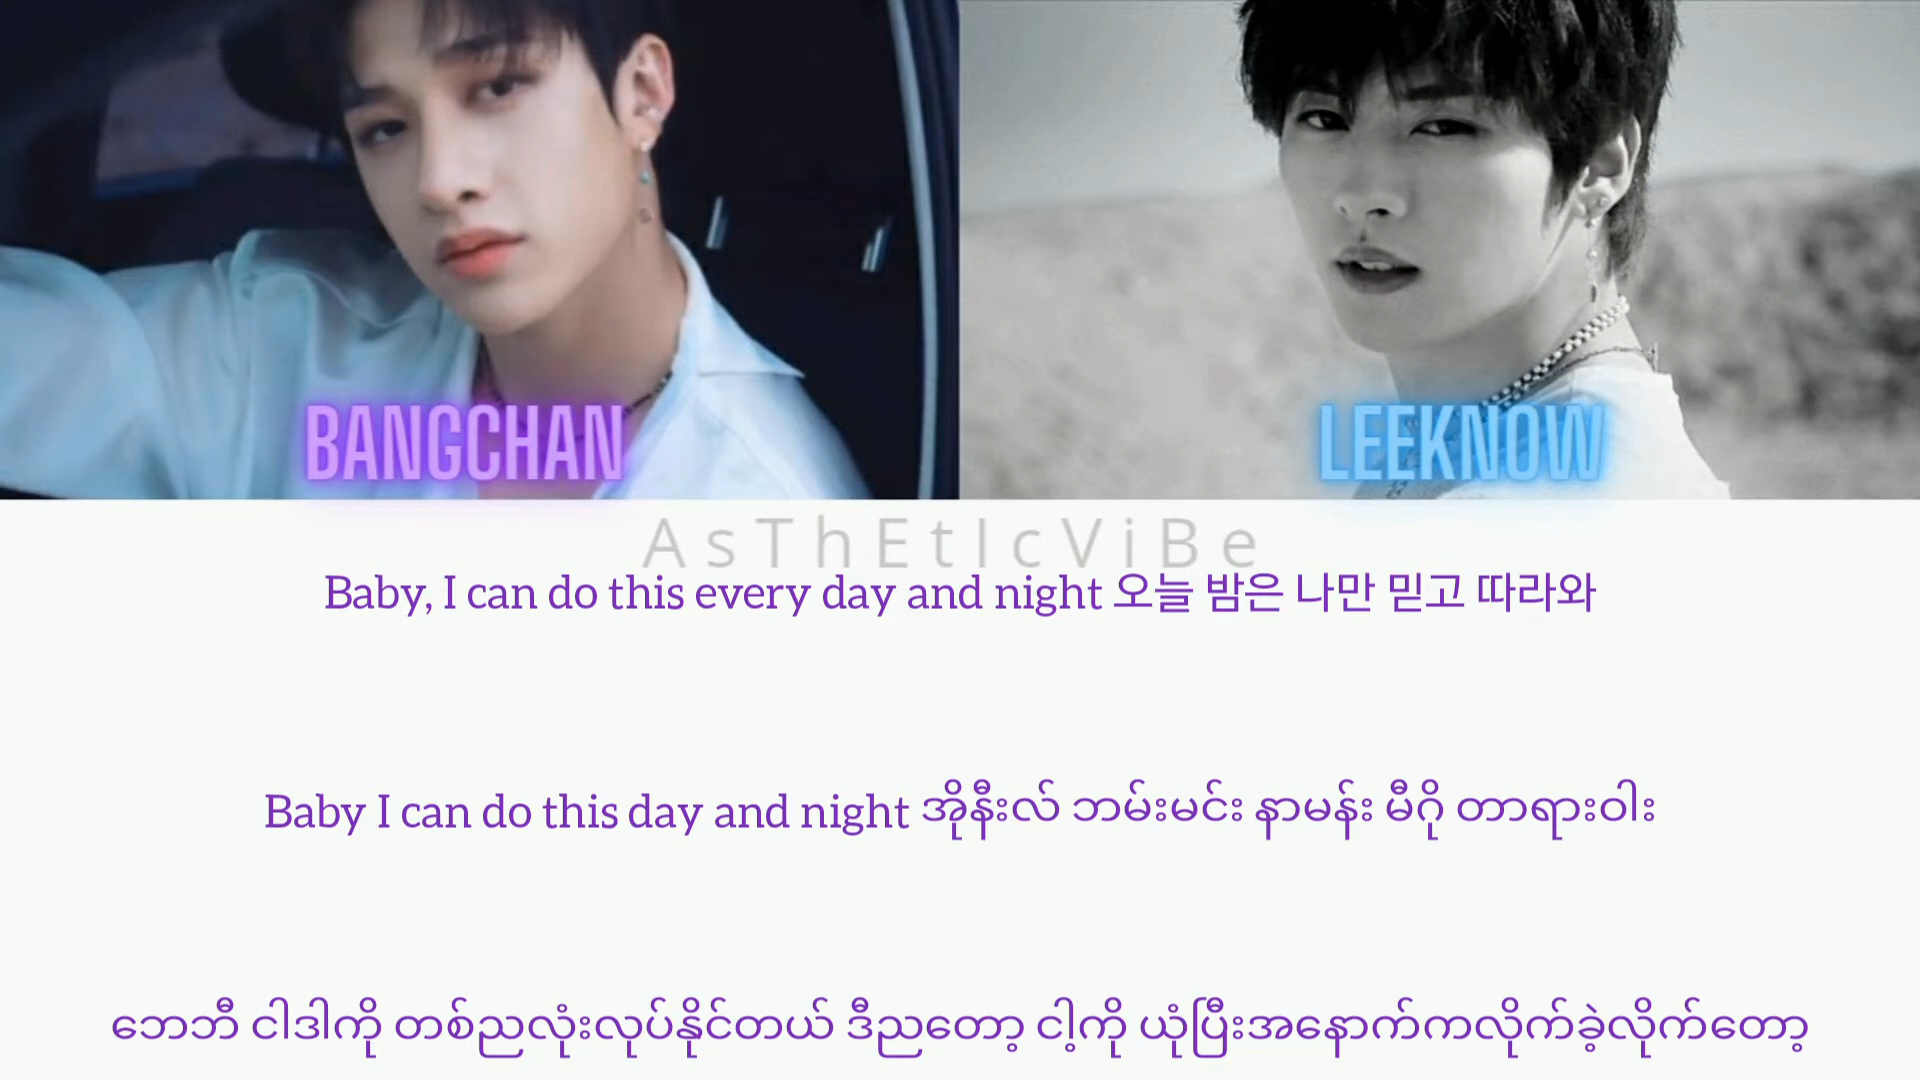 BANGCHAN
LEEKNOW
AsThEtIcViBe
Baby, I can do this every day and night 오늘 밤은 나만 믿고 따라와
Baby I can do this day and night အိုနီးလ် ဘမ်းမင်း နာမန်း မီဂို တာရားဝါး
ဘေဘီ ငါဒါကို တစ်ညလုံးလုပ်နိုင်တယ် ဒီညတော့ ငါ့ကို ယုံပြီးအနောက်ကလိုက်ခဲ့လိုက်တော့